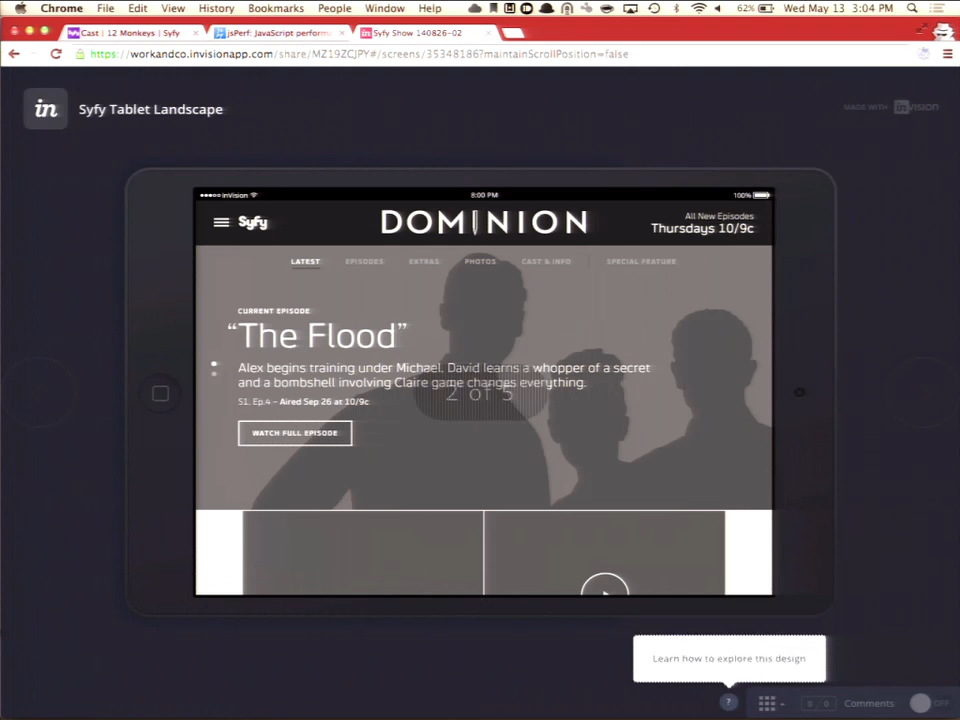 Chrome File Edit View History Bookmarks People Window Help 62% Wed May 13 3:04 PM
Cast | 12 Monkeys | Syfy jsPerf: JavaScript perform Syfy Show 140826-02
https://workandco.invisionapp.com/share/MZ19ZCJPY#/screens/35348186?maintainScrollPosition=false
in Syfy Tablet Landscape MADE WITH inVISION
inVision 8:00 PM 100%
Syfy DOMINION All New Episodes
Thursdays 10/9c
LATEST EPISODES EXTRAS PHOTOS CAST & INFO SPECIAL FEATURE
CURRENT EPISODE
“The Flood”
Alex begins training under Michael. David learns a whopper of a secret
and a bombshell involving Claire game changes everything.
2 of 5
S1: Ep.4 – Aired Sep 26 at 10/9c
WATCH FULL EPISODE
Learn how to explore this design
? 0 / 0 Comments OFF